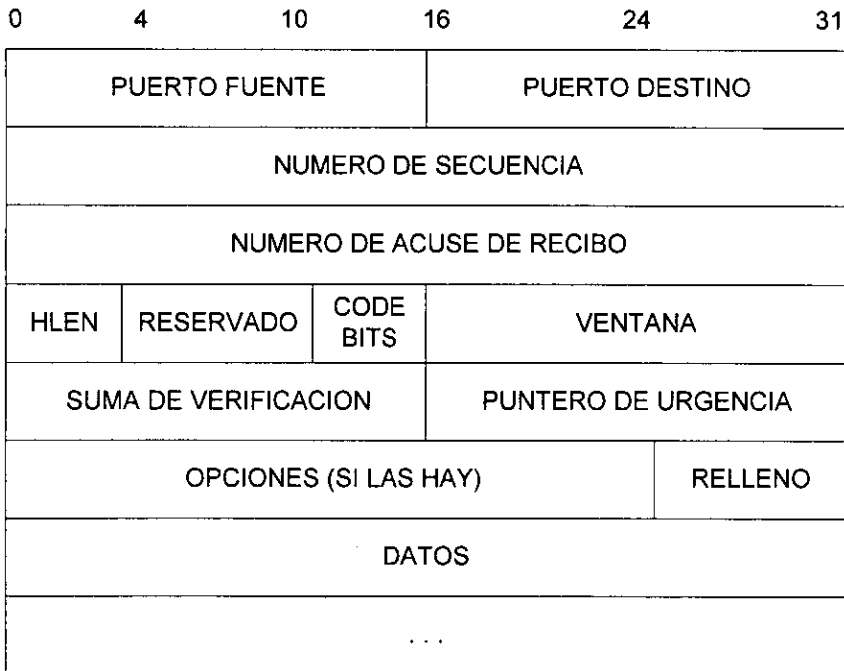 0 4 10 16 24 31
PUERTO FUENTE PUERTO DESTINO
NUMERO DE SECUENCIA
NUMERO DE ACUSE DE RECIBO
HLEN RESERVADO CODE BITS VENTANA
SUMA DE VERIFICACION PUNTERO DE URGENCIA
OPCIONES (SI LAS HAY) RELLENO
DATOS
. . .